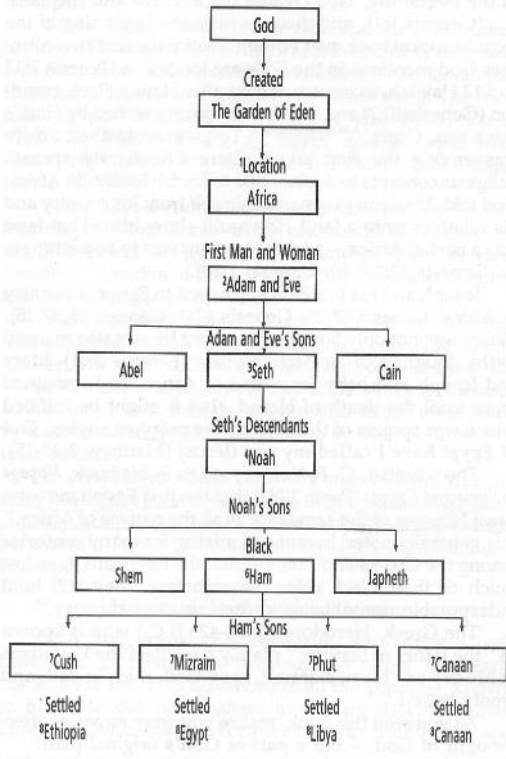 God
Created
The Garden of Eden
¹Location
Africa
First Man and Woman
²Adam and Eve
Adam and Eve's Sons
Abel
³Seth
Cain
Seth's Descendants
⁴Noah
Noah's Sons
Black
Shem
⁶Ham
Japheth
Ham's Sons
⁷Cush
⁷Mizraim
⁷Phut
⁷Canaan
Settled
Settled
Settled
Settled
⁸Ethiopia
⁸Egypt
⁸Libya
⁸Canaan